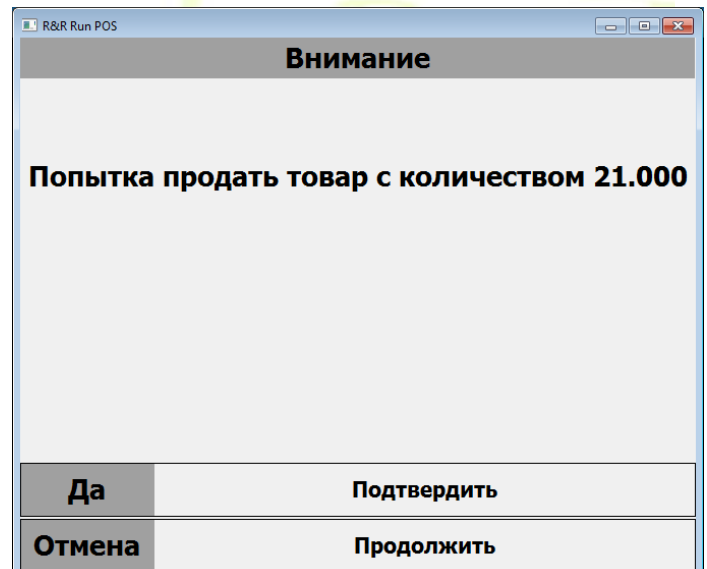 R&R Run POS
Внимание
Попытка продать товар с количеством 21.000
Да Подтвердить
Отмена Продолжить